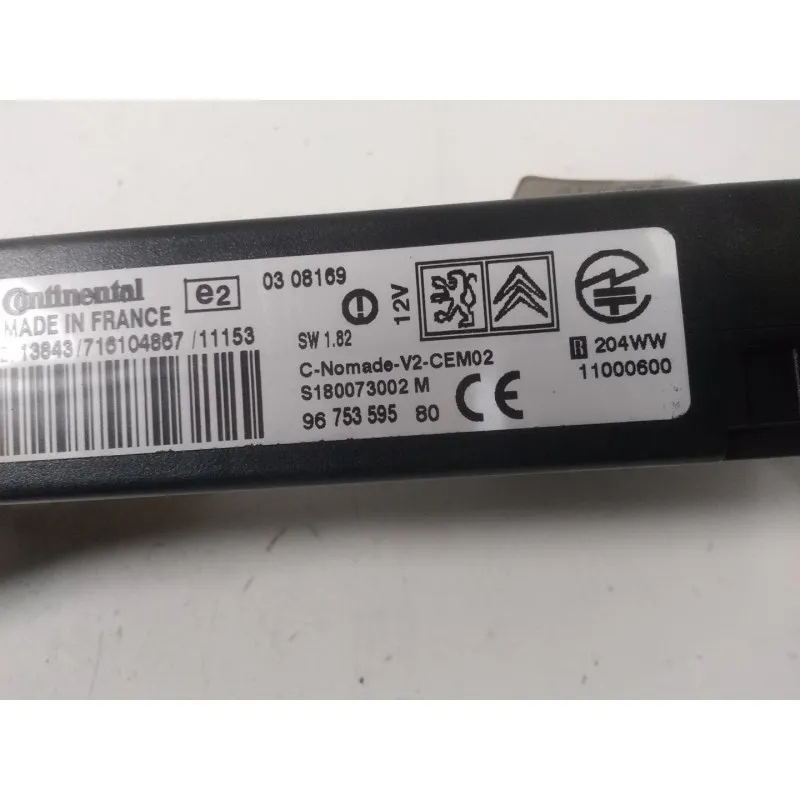 Continental
MADE IN FRANCE
13843/716104867/11153
e2
03 08169
SW 1.82
12V
C-Nomade-V2-CEM02
S180073002 M
96 753 595 80
CE
R 204WW
11000600